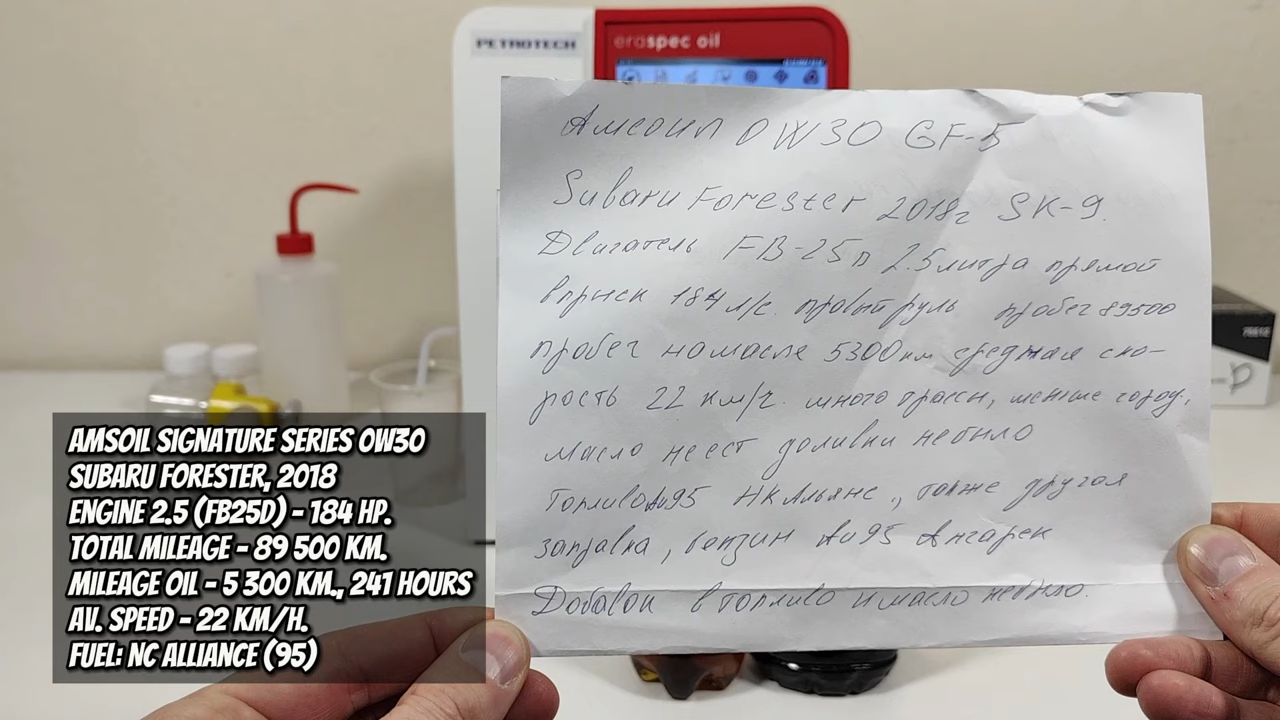 PETROTECH
eraspec oil
Амсоил 0W30 GF-5
Subaru Forester 2018г SK-9.
Двигатель FB-25D 2.5 литра прямой
впрыск 184 л/с. правый руль пробег 89500
пробег на масле 5300 км средняя ско-
рость 22 км/ч. много трассы, меньше город,
масло не ест доливки не было
Топливо Аи95 НК Альянс, также другая
заправка, бензин Аи95 Ангарск
Добавок в топливо и масло не было.
AMSOIL SIGNATURE SERIES 0W30
SUBARU FORESTER, 2018
ENGINE 2.5 (FB25D) - 184 HP.
TOTAL MILEAGE - 89 500 KM.
MILEAGE OIL - 5 300 KM., 241 HOURS
AV. SPEED - 22 KM/H.
FUEL: NC ALLIANCE (95)